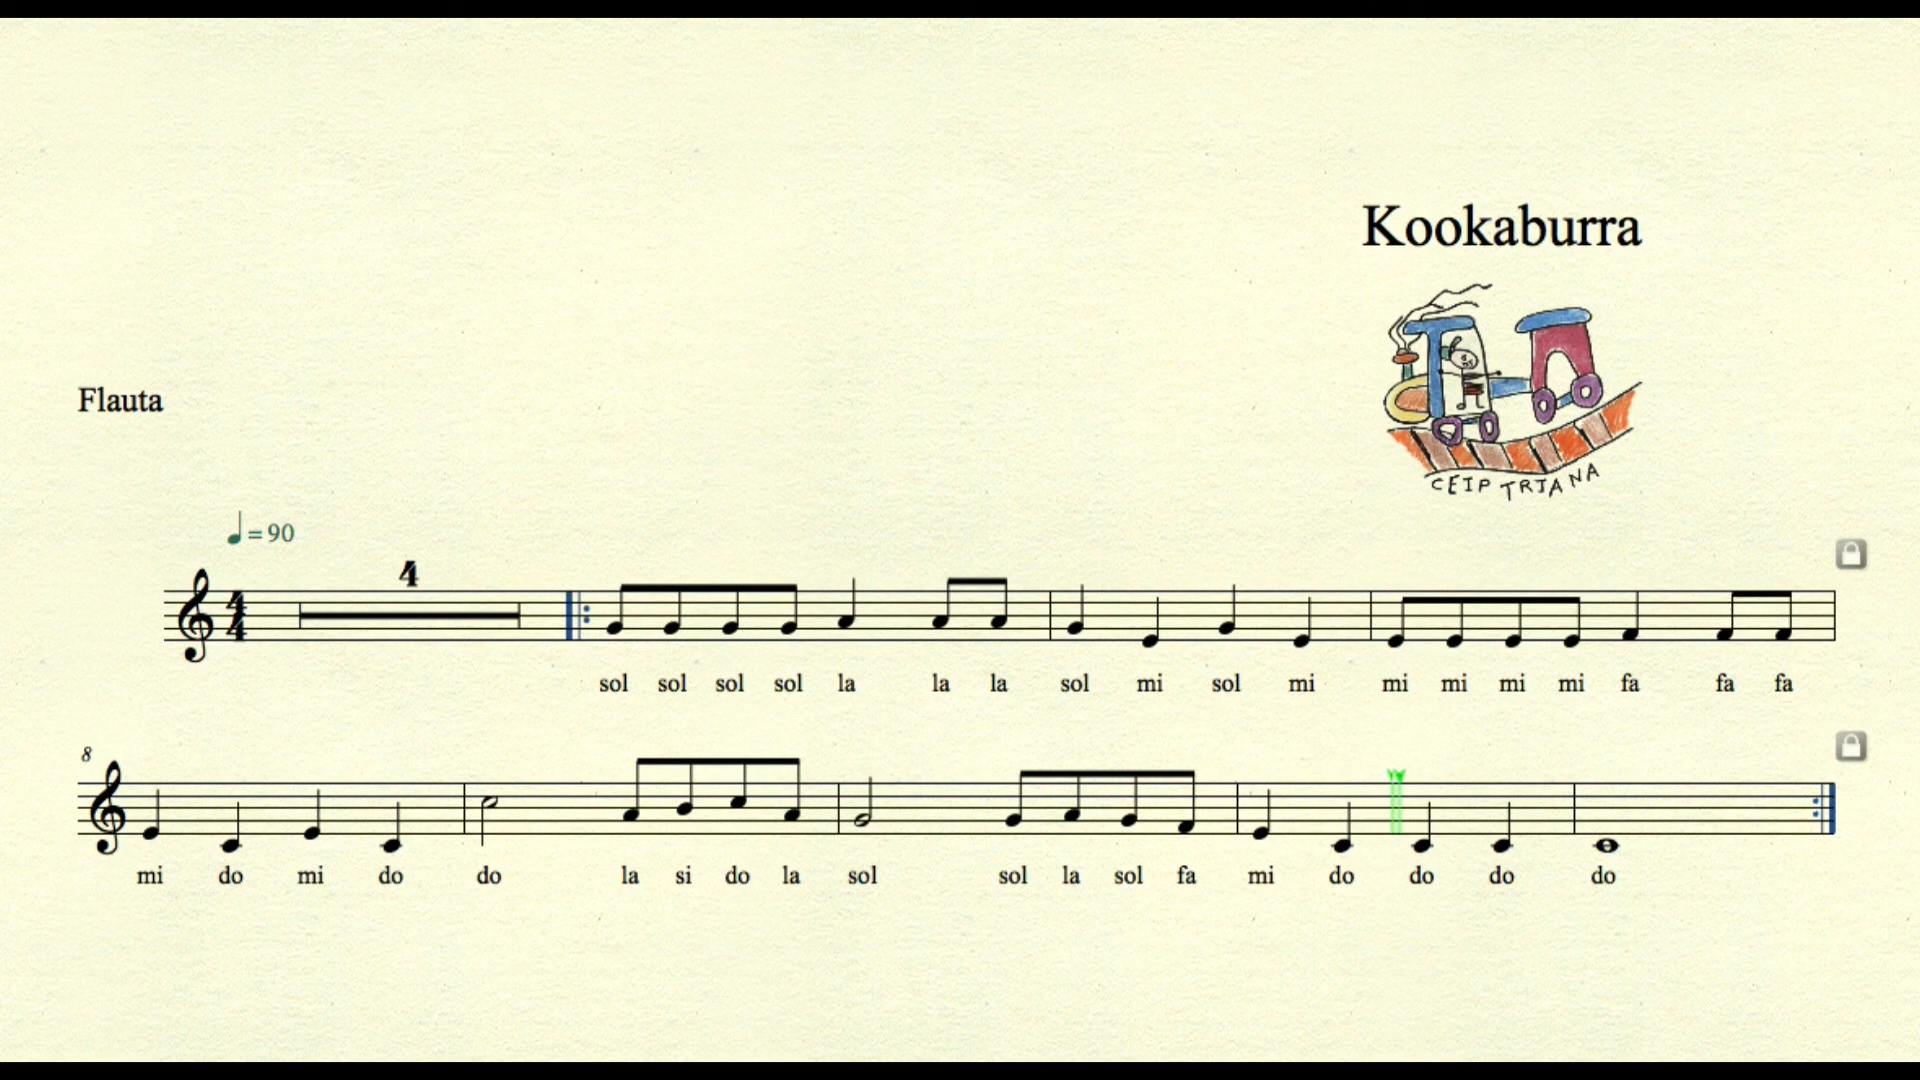 Kookaburra
CEIP TRIANA
Flauta
= 90
4
4
4
sol sol sol sol la la la sol mi sol mi mi mi mi mi fa fa fa
8
mi do mi do do la si do la sol sol la sol fa mi do do do do